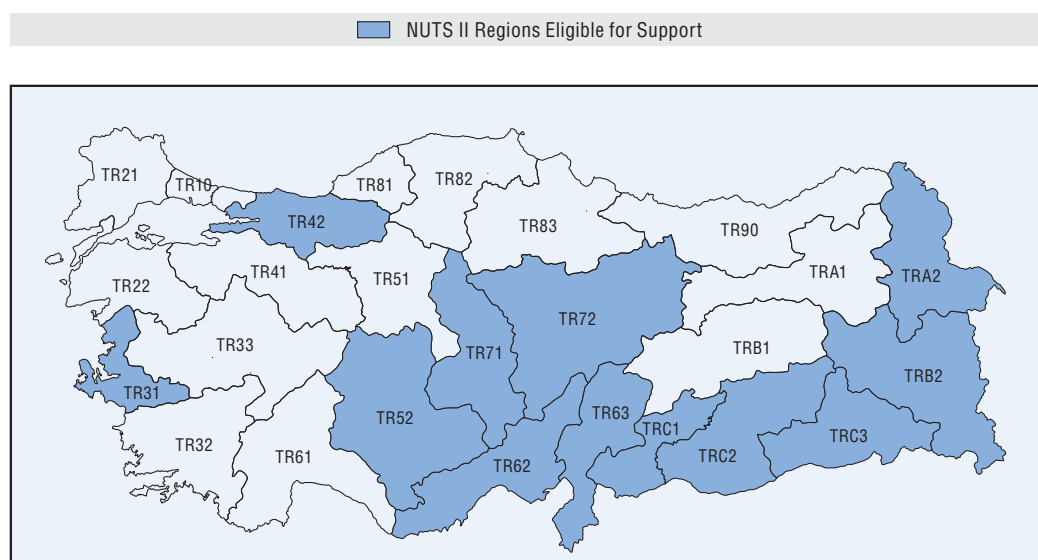 NUTS II Regions Eligible for Support
TR21
TR10
TR81
TR82
TR42
TR83
TR90
TR41
TR51
TRA1
TRA2
TR22
TR72
TR33
TR71
TRB1
TRB2
TR31
TR52
TR63
TRC1
TRC3
TR32
TR61
TR62
TRC2